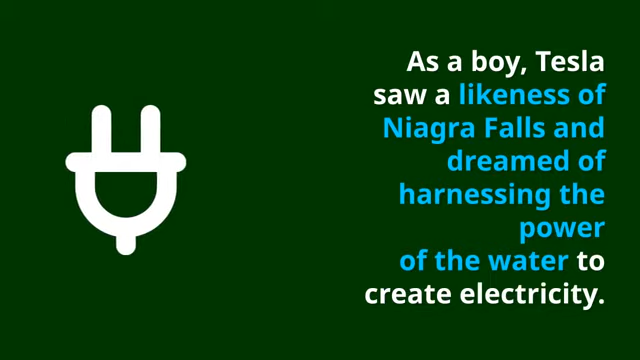 As a boy, Tesla
saw a likeness of
Niagra Falls and
dreamed of
harnessing the
power
of the water to
create electricity.